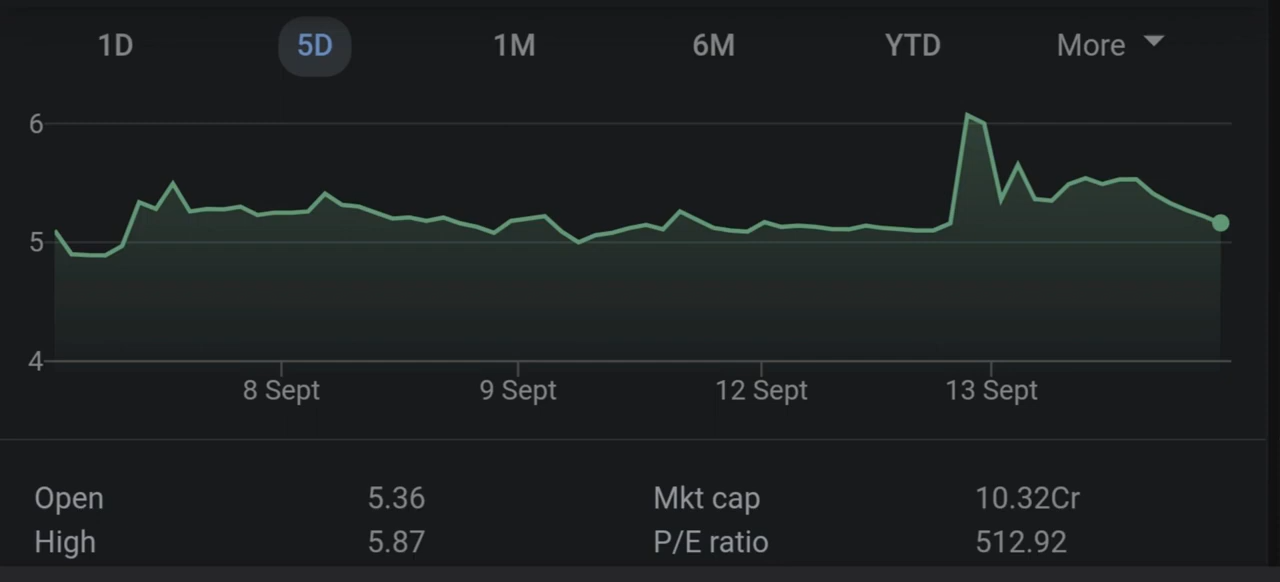 1D 5D 1M 6M YTD More
6
5
4
8 Sept 9 Sept 12 Sept 13 Sept
Open 5.36 Mkt cap 10.32Cr
High 5.87 P/E ratio 512.92